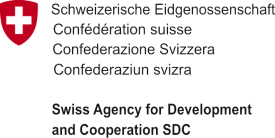 Schweizerische Eidgenossenschaft
Confédération suisse
Confederazione Svizzera
Confederaziun svizra
Swiss Agency for Development
and Cooperation SDC